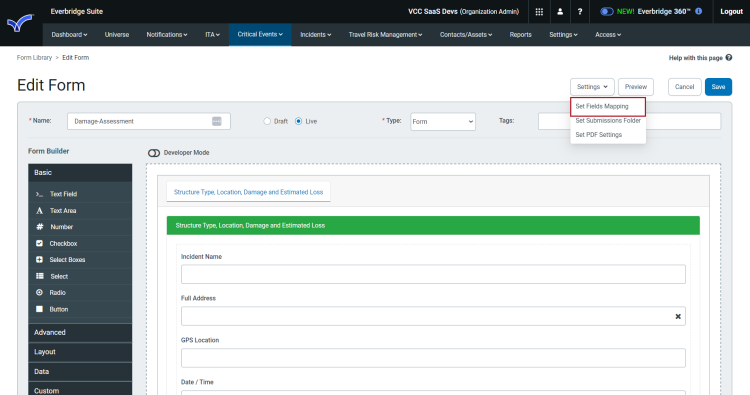 Everbridge Suite
VCC SaaS Devs (Organization Admin)
?
NEW! Everbridge 360™
Logout
Dashboard
Universe
Notifications
ITA
Critical Events
Incidents
Travel Risk Management
Contacts/Assets
Reports
Settings
Access
Form Library > Edit Form
Help with this page
Edit Form
Settings
Preview
Cancel
Save
Set Fields Mapping
Set Submissions Folder
Set PDF Settings
* Name:
Damage-Assessment
Draft
Live
* Type:
Form
Tags:
Form Builder
Developer Mode
Basic
Text Field
Text Area
Number
Checkbox
Select Boxes
Select
Radio
Button
Advanced
Layout
Data
Custom
Structure Type, Location, Damage and Estimated Loss
Structure Type, Location, Damage and Estimated Loss
Incident Name
Full Address
GPS Location
Date / Time